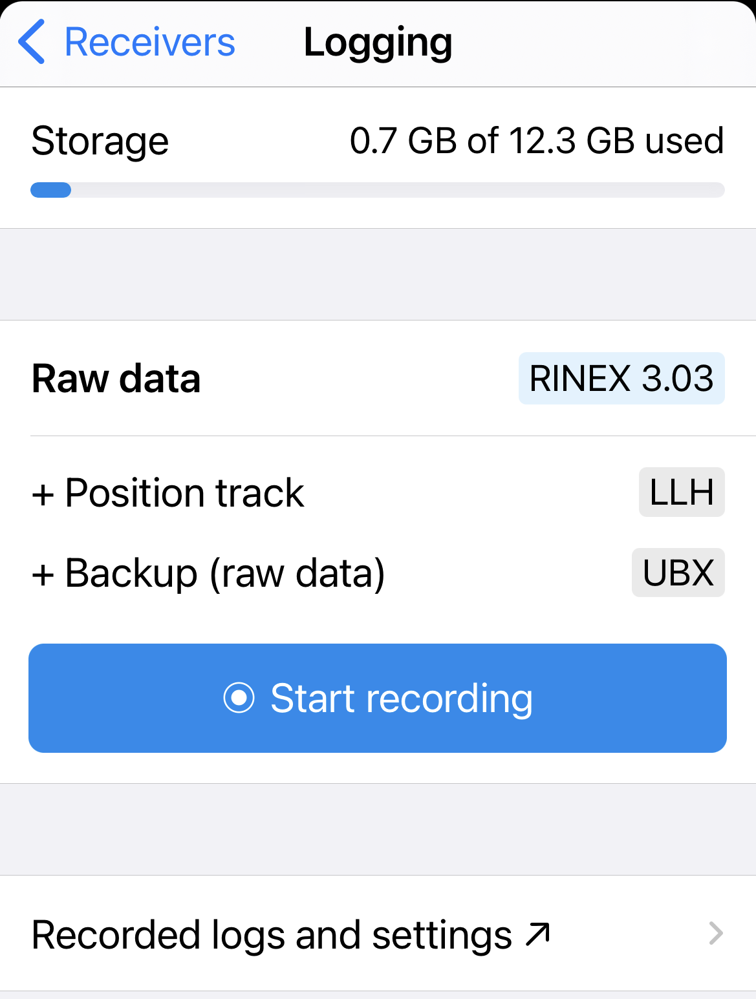 Receivers Logging
Storage 0.7 GB of 12.3 GB used
Raw data RINEX 3.03
+ Position track LLH
+ Backup (raw data) UBX
Start recording
Recorded logs and settings ↗